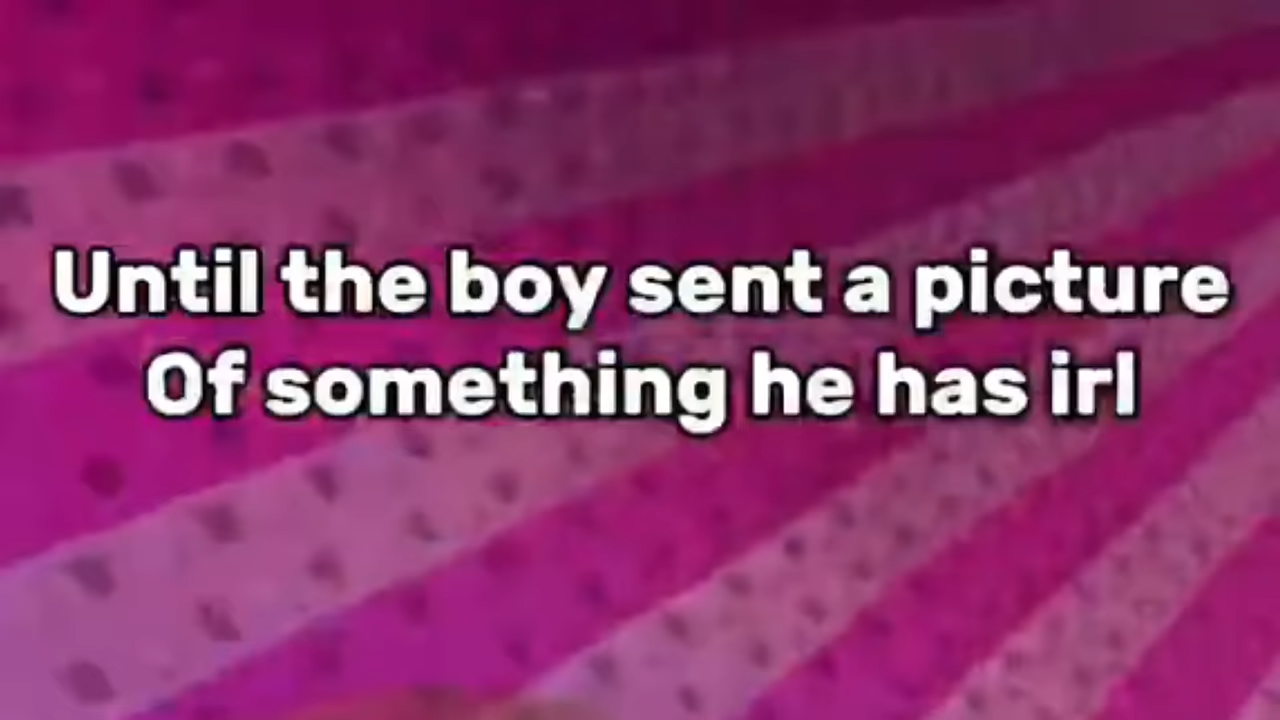 Until the boy sent a picture
Of something he has irl